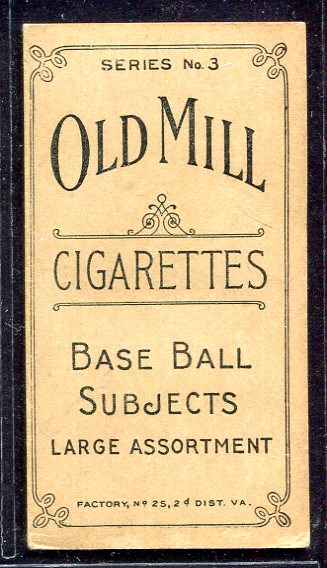 SERIES No. 3
OLD MILL
CIGARETTES
BASE BALL
SUBJECTS
LARGE ASSORTMENT
FACTORY, No 25, 2d DIST. VA.